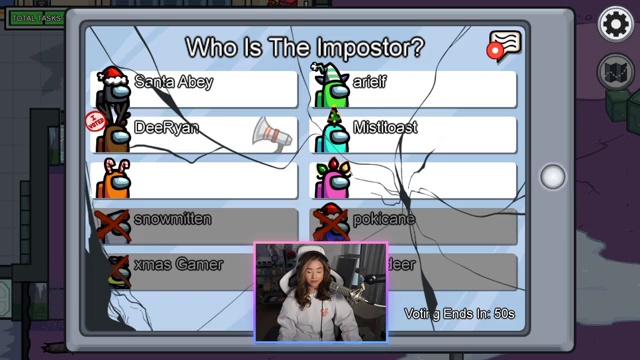 TOTAL TASKS
Who Is The Impostor?
Santa Abey
arielf
I VOTED
DeeRyan
Mistitoast
snowmitten
pokicane
xmas Gamer
deer
Voting Ends In: 50s